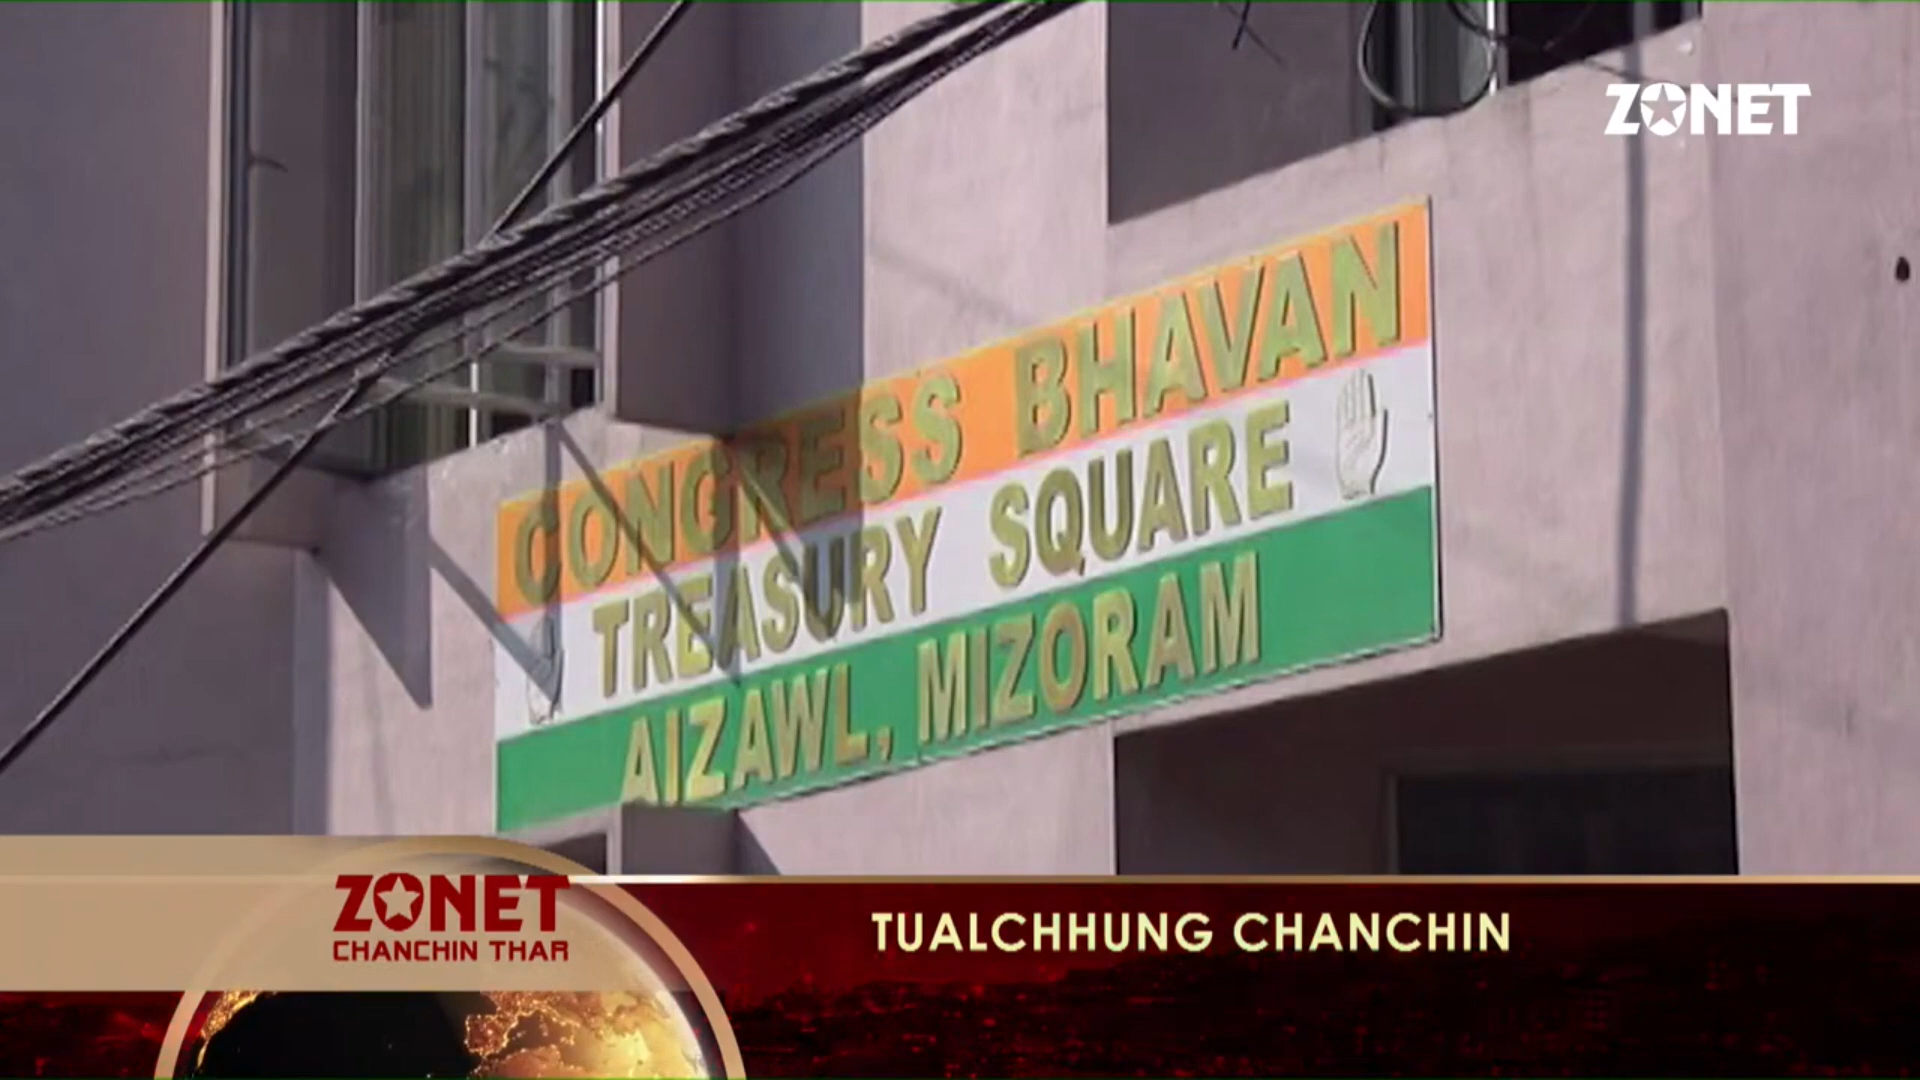 ZONET
CONGRESS BHAVAN
TREASURY SQUARE
AIZAWL, MIZORAM
ZONET
CHANCHIN THAR
TUALCHHUNG CHANCHIN